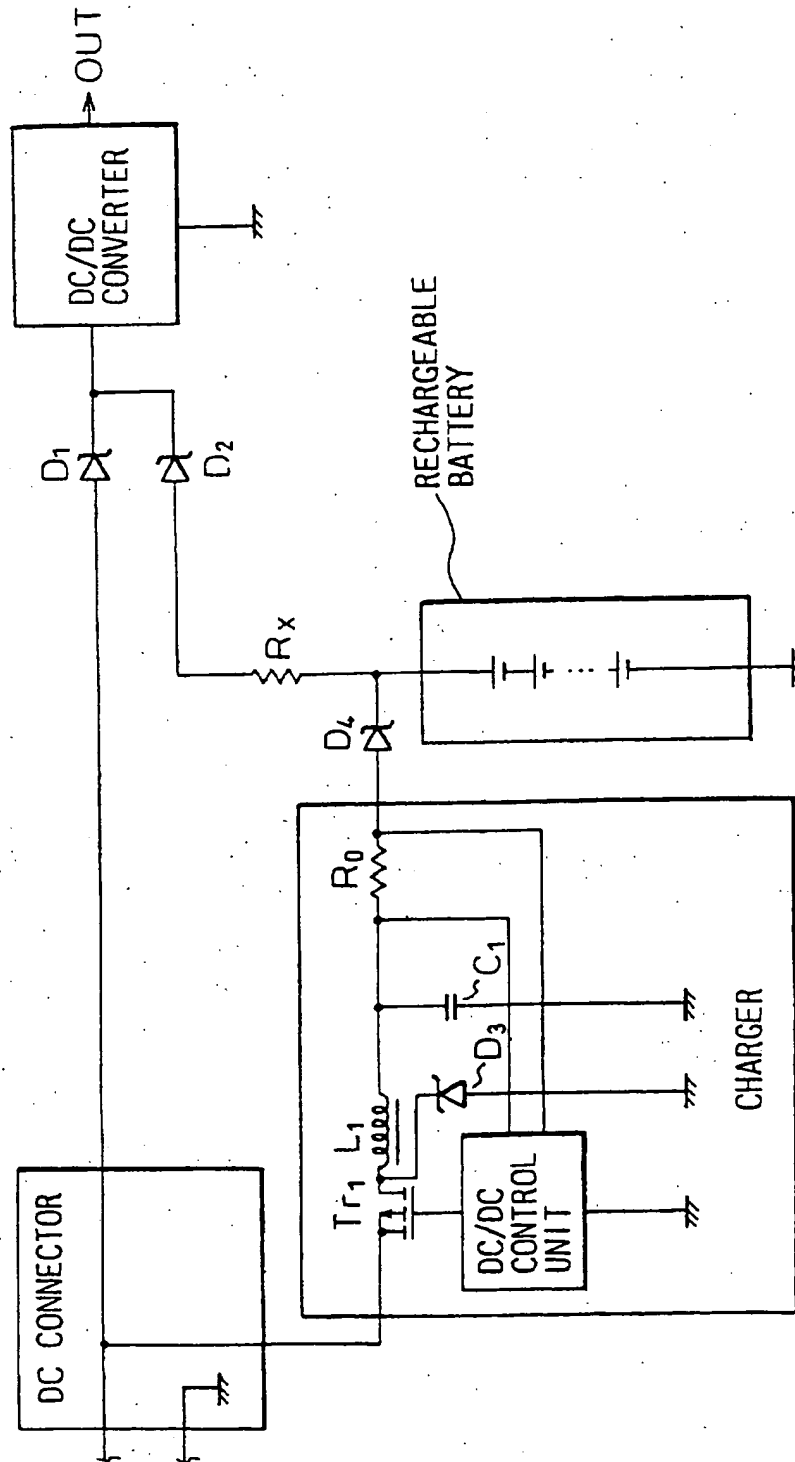 OUT
DC/DC
CONVERTER
D1
D2
RECHARGEABLE
BATTERY
RX
D4
R0
C1
D3
L1
Tr1
DC/DC
CONTROL
UNIT
CHARGER
DC CONNECTOR